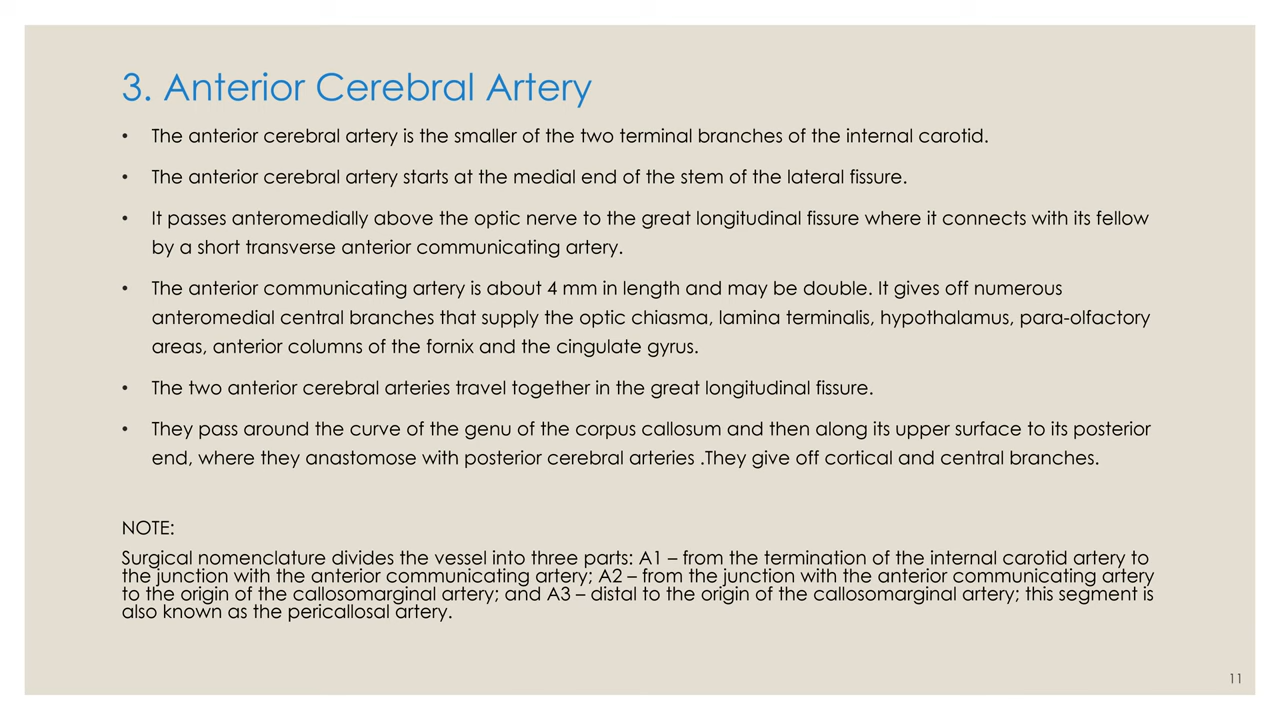 3. Anterior Cerebral Artery
• The anterior cerebral artery is the smaller of the two terminal branches of the internal carotid.
• The anterior cerebral artery starts at the medial end of the stem of the lateral fissure.
• It passes anteromedially above the optic nerve to the great longitudinal fissure where it connects with its fellow
by a short transverse anterior communicating artery.
• The anterior communicating artery is about 4 mm in length and may be double. It gives off numerous
anteromedial central branches that supply the optic chiasma, lamina terminalis, hypothalamus, para-olfactory
areas, anterior columns of the fornix and the cingulate gyrus.
• The two anterior cerebral arteries travel together in the great longitudinal fissure.
• They pass around the curve of the genu of the corpus callosum and then along its upper surface to its posterior
end, where they anastomose with posterior cerebral arteries .They give off cortical and central branches.
NOTE:
Surgical nomenclature divides the vessel into three parts: A1 – from the termination of the internal carotid artery to
the junction with the anterior communicating artery; A2 – from the junction with the anterior communicating artery
to the origin of the callosomarginal artery; and A3 – distal to the origin of the callosomarginal artery; this segment is
also known as the pericallosal artery.
11